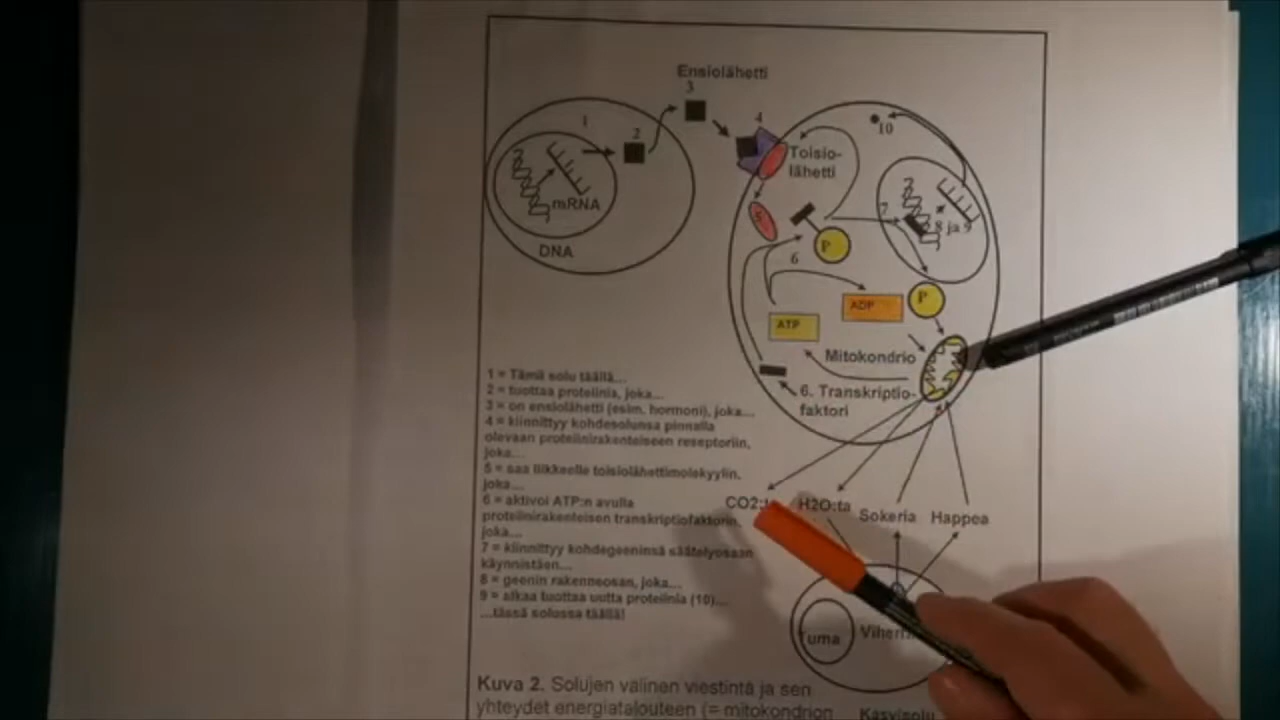 Ensiolähetti
3
1
2
4
10
Toisio-
lähetti
mRNA
5
7
8 ja 9
DNA
P
6
P
ADP
ATP
Mitokondrio
6. Transkriptio-
faktori
1 = Tämä solu täällä...
2 = tuottaa proteiinia, joka...
3 = on ensiolähetti (esim. hormoni), joka...
4 = kiinnittyy kohdesolunsa pinnalla
olevaan proteiinirakenteiseen reseptoriin,
joka...
5 = saa liikkeelle toisiolähettimolekyylin,
joka...
6 = aktivoi ATP:n avulla
proteiinirakenteisen transkriptiofaktorin,
joka...
7 = kiinnittyy kohdegeeninsä säätelyosaan
käynnistäen...
8 = geenin rakenneosan, joka...
9 = alkaa tuottaa uutta proteiinia (10)...
...tässä solussa täällä!
CO2:ta H2O:ta Sokeria Happea
Tuma
Kuva 2. Solujen välinen viestintä ja sen
yhteydet energiatalouteen (= mitokondrion
Kasvisolu